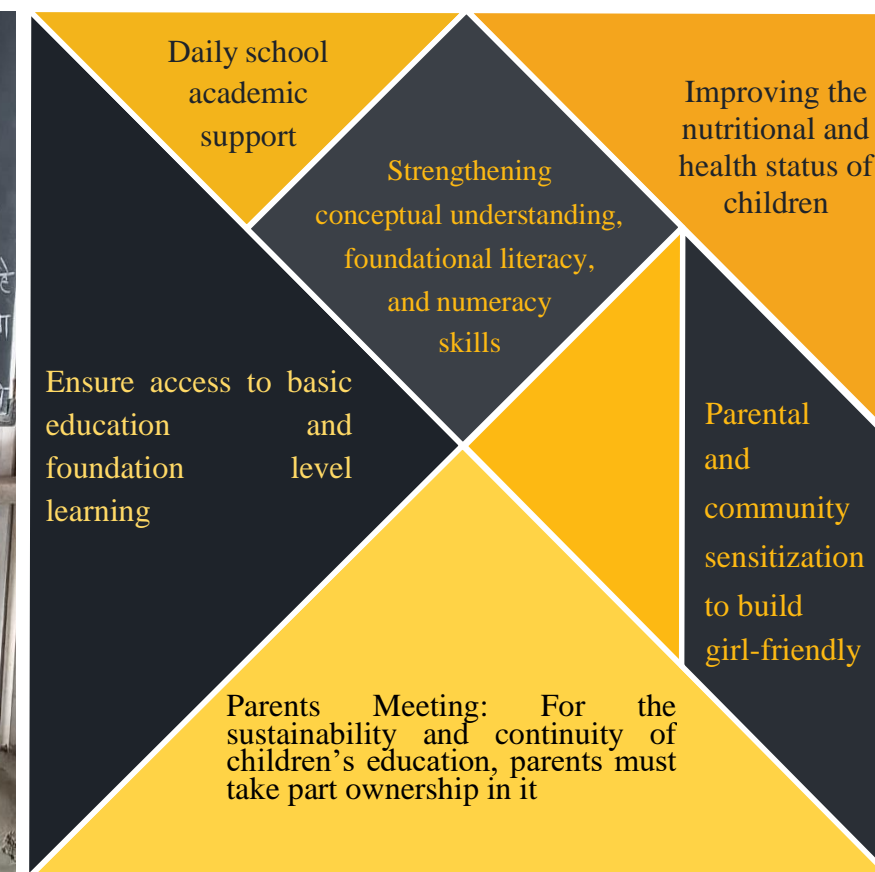 Daily school
academic
support
Improving the
nutritional and
health status of
children
Strengthening
conceptual understanding,
foundational literacy,
and numeracy
skills
Ensure access to basic
education and
foundation level
learning
Parental
and
community
sensitization
to build
girl-friendly
Parents Meeting: For the
sustainability and continuity of
children’s education, parents must
take part ownership in it